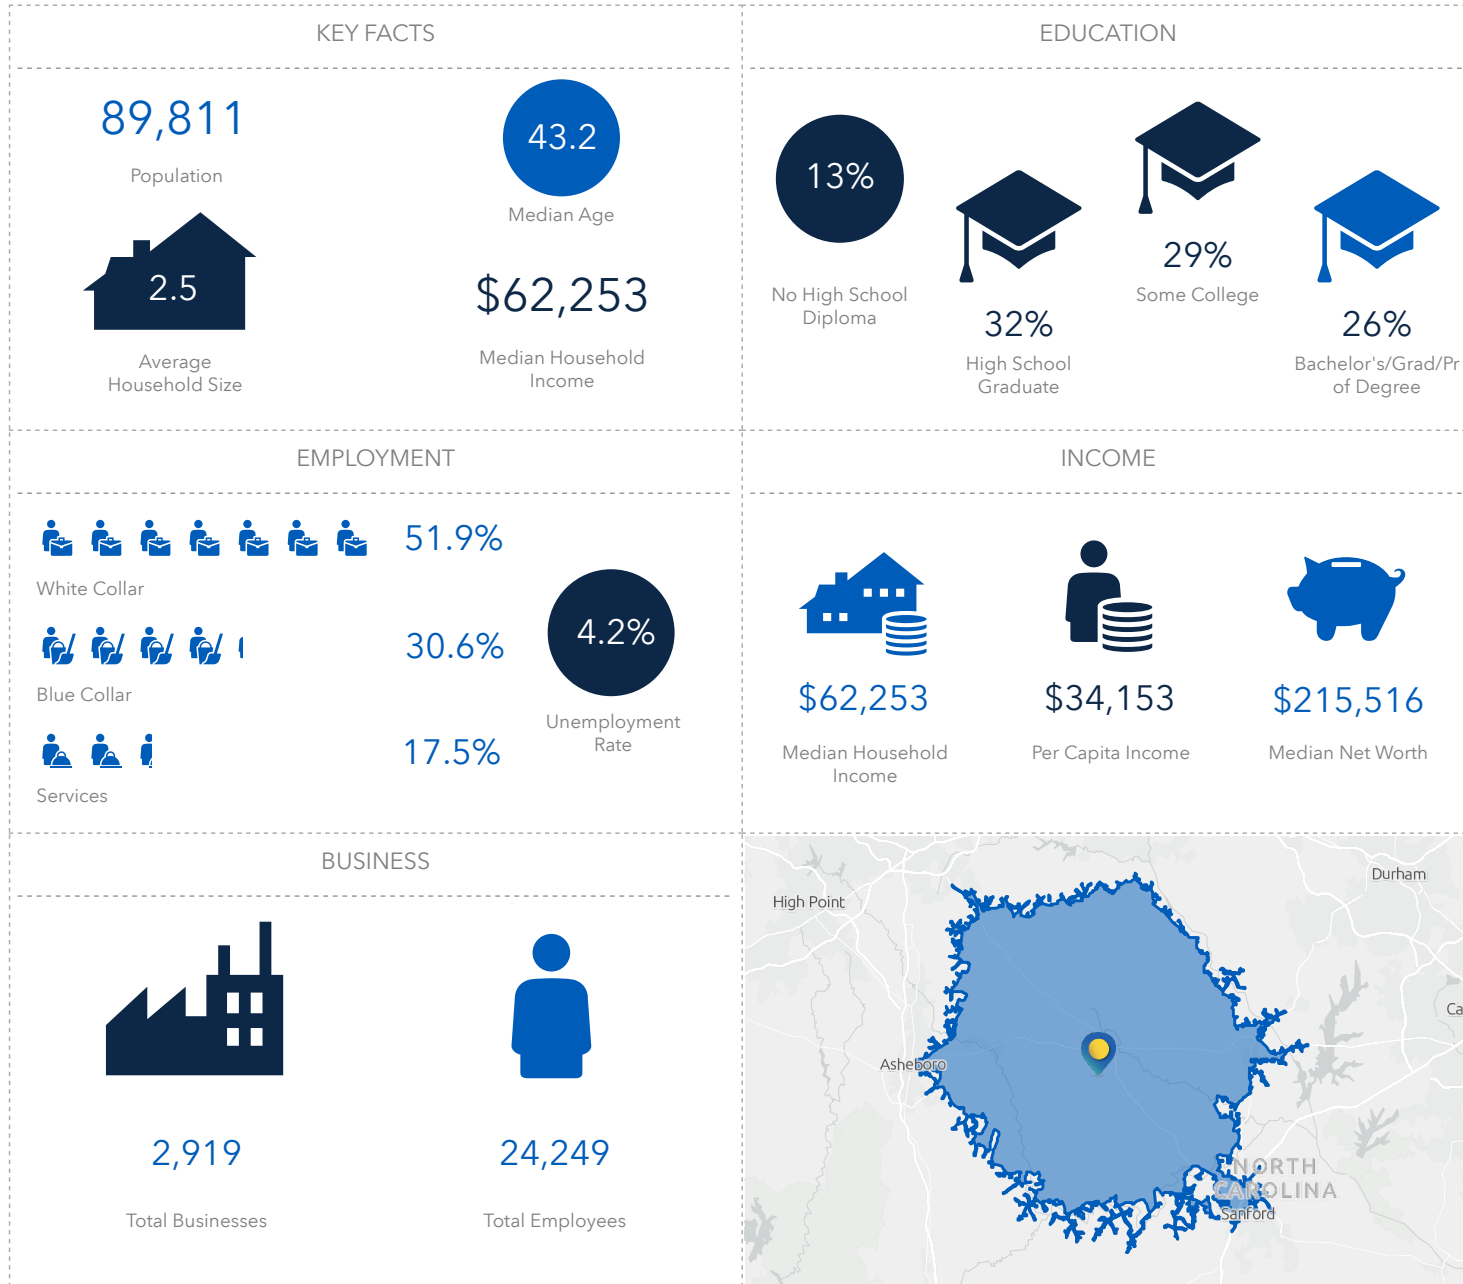 KEY FACTS
89,811
Population
43.2
Median Age
2.5
Average
Household Size
$62,253
Median Household
Income
EDUCATION
13%
No High School
Diploma
32%
High School
Graduate
29%
Some College
26%
Bachelor's/Grad/Pr
of Degree
EMPLOYMENT
51.9%
White Collar
30.6%
Blue Collar
17.5%
Services
4.2%
Unemployment
Rate
INCOME
$62,253
Median Household
Income
$34,153
Per Capita Income
$215,516
Median Net Worth
BUSINESS
2,919
Total Businesses
24,249
Total Employees
Durham
High Point
Ca
Asheboro
NORTH
CAROLINA
Sanford